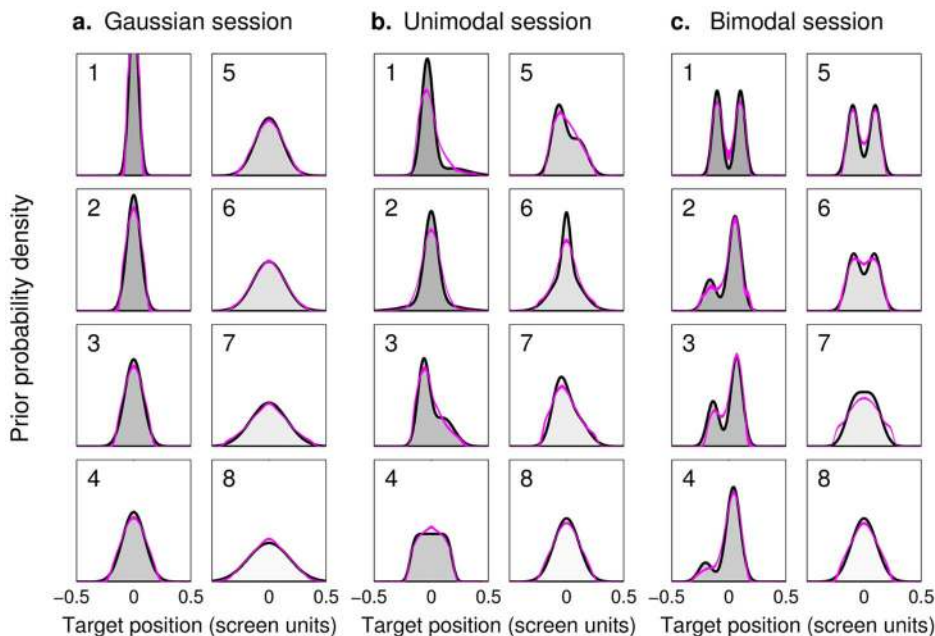 a. Gaussian session
b. Unimodal session
c. Bimodal session
Prior probability density
1 5 1 5 1 5
2 6 2 6 2 6
3 7 3 7 3 7
4 8 4 8 4 8
−0.5 0 0.5 0 0.5 −0.5 0 0.5 0 0.5 −0.5 0 0.5 0 0.5
Target position (screen units) Target position (screen units) Target position (screen units)